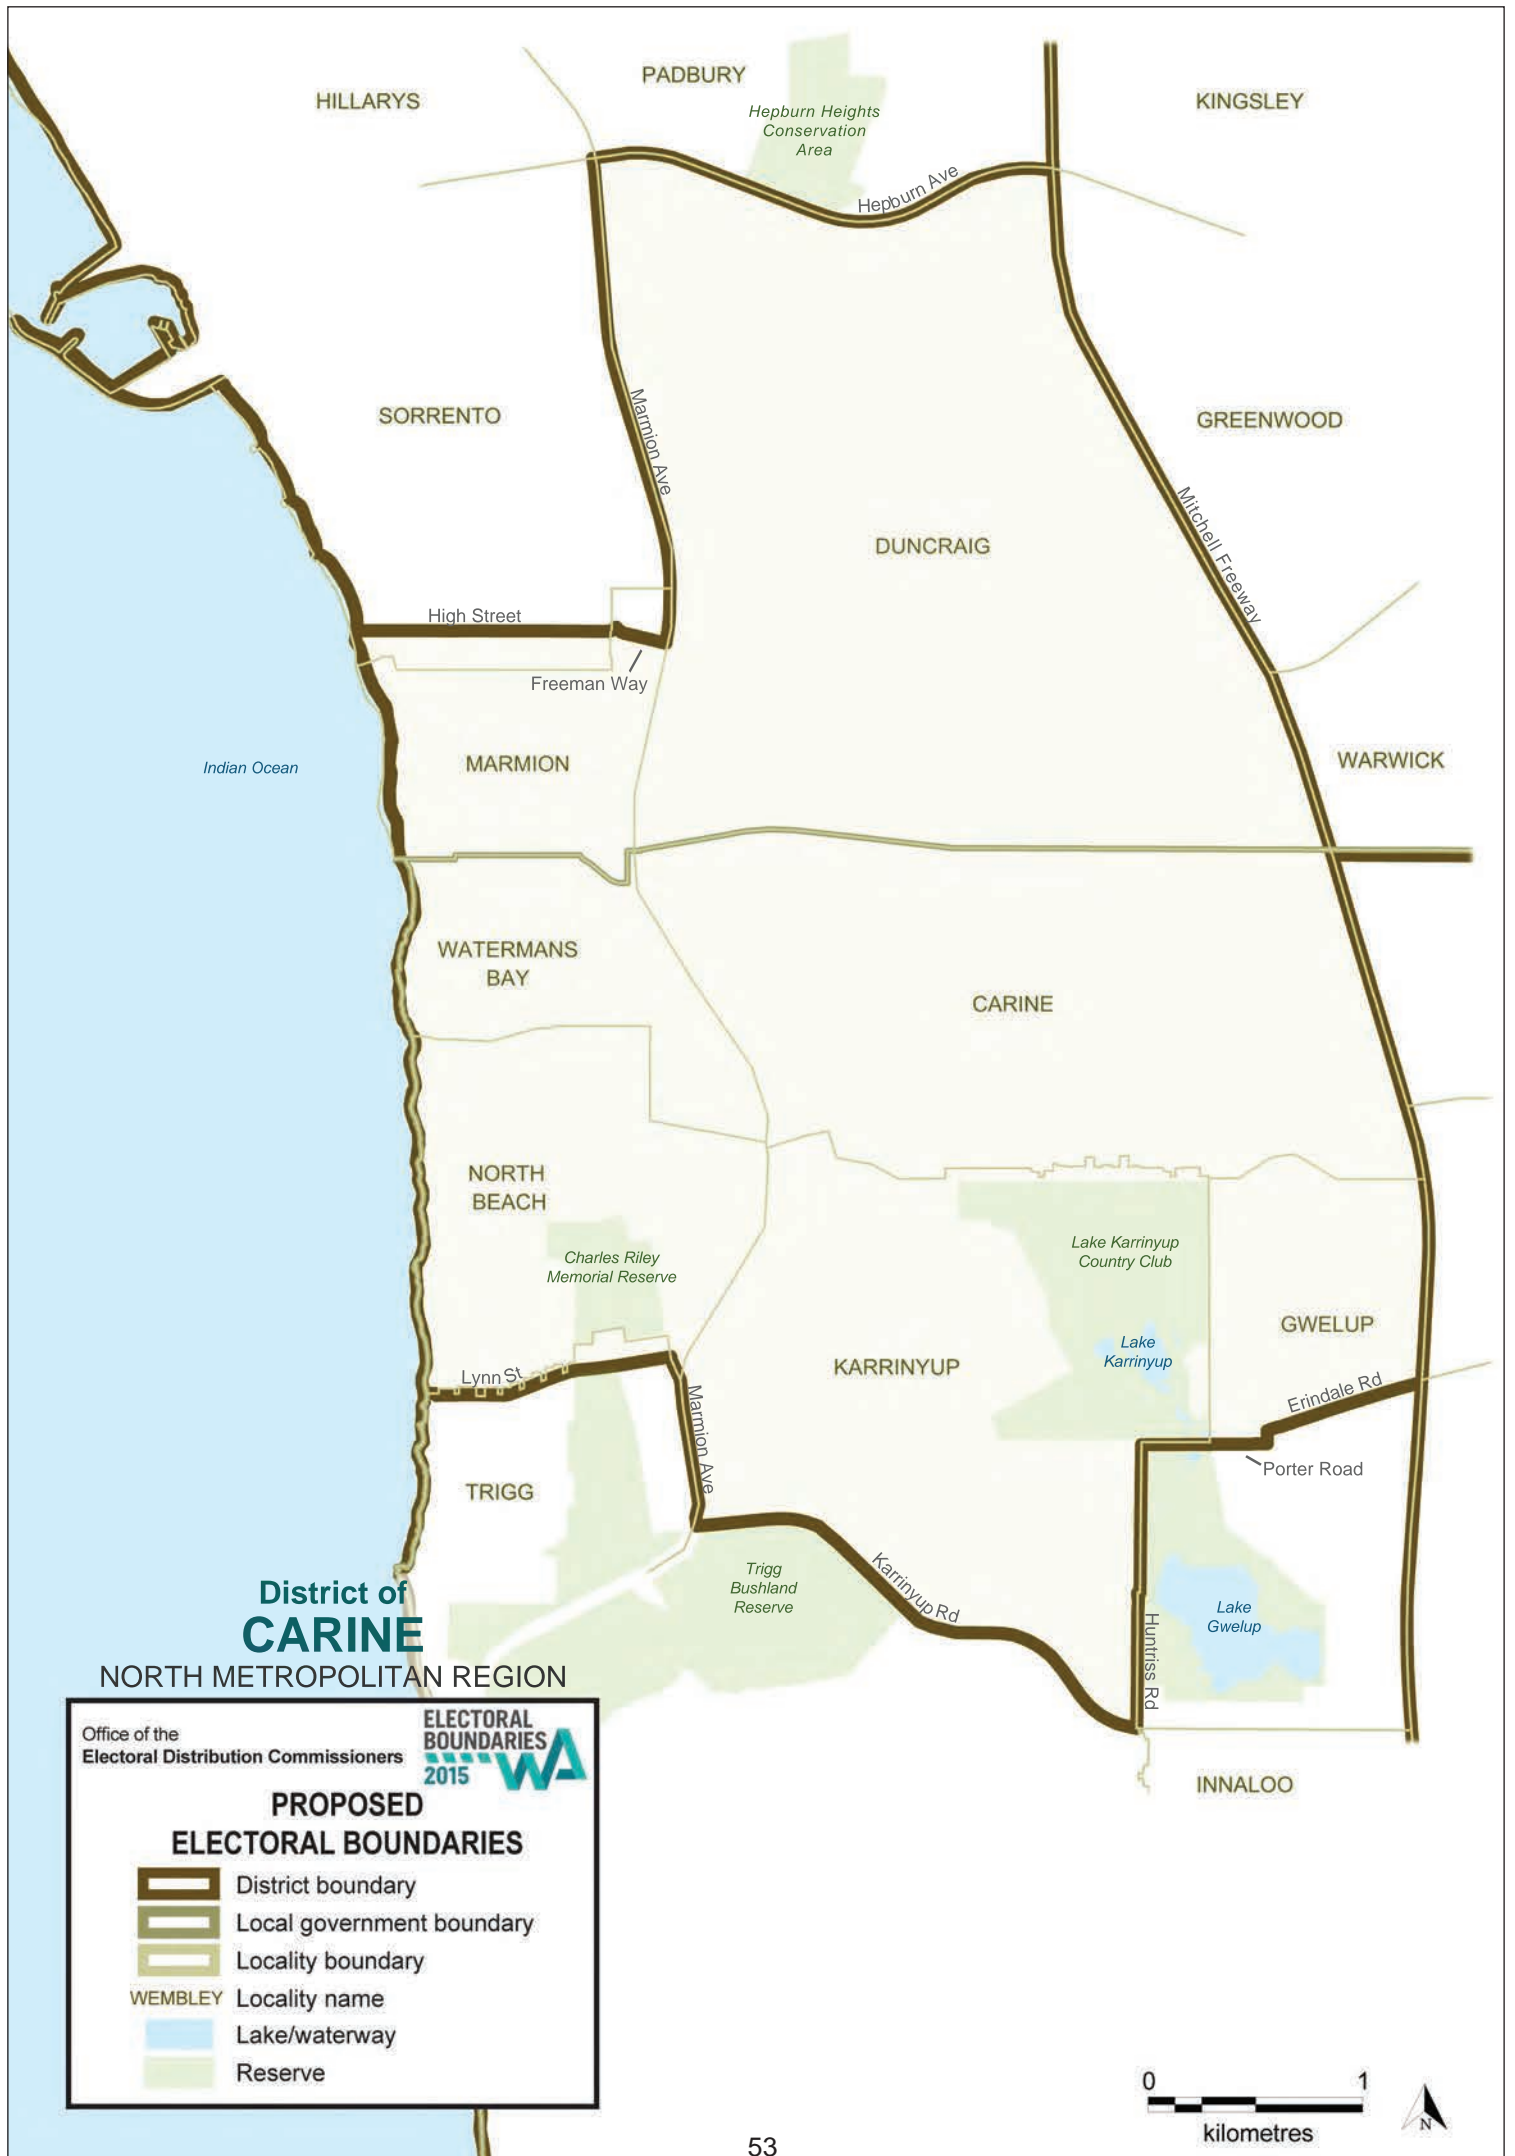 PADBURY
HILLARYS
KINGSLEY
Hepburn Heights
Conservation
Area
Hepburn Ave
SORRENTO
Marmion Ave
GREENWOOD
Mitchell Freeway
DUNCRAIG
High Street
Freeman Way
Indian Ocean
MARMION
WARWICK
WATERMANS
BAY
CARINE
NORTH
BEACH
Charles Riley
Memorial Reserve
Lake Karrinyup
Country Club
GWELUP
Lake
Karrinyup
KARRINYUP
Lynn St
Erindale Rd
Marmion Ave
Porter Road
TRIGG
Trigg
Bushland
Reserve
Karrinyup Rd
Lake
Gwelup
Huntriss Rd
INNALOO
District of
CARINE
NORTH METROPOLITAN REGION
Office of the
Electoral Distribution Commissioners
ELECTORAL
BOUNDARIES
2015 WA
PROPOSED
ELECTORAL BOUNDARIES
District boundary
Local government boundary
Locality boundary
WEMBLEY Locality name
Lake/waterway
Reserve
0 1
kilometres
N
53